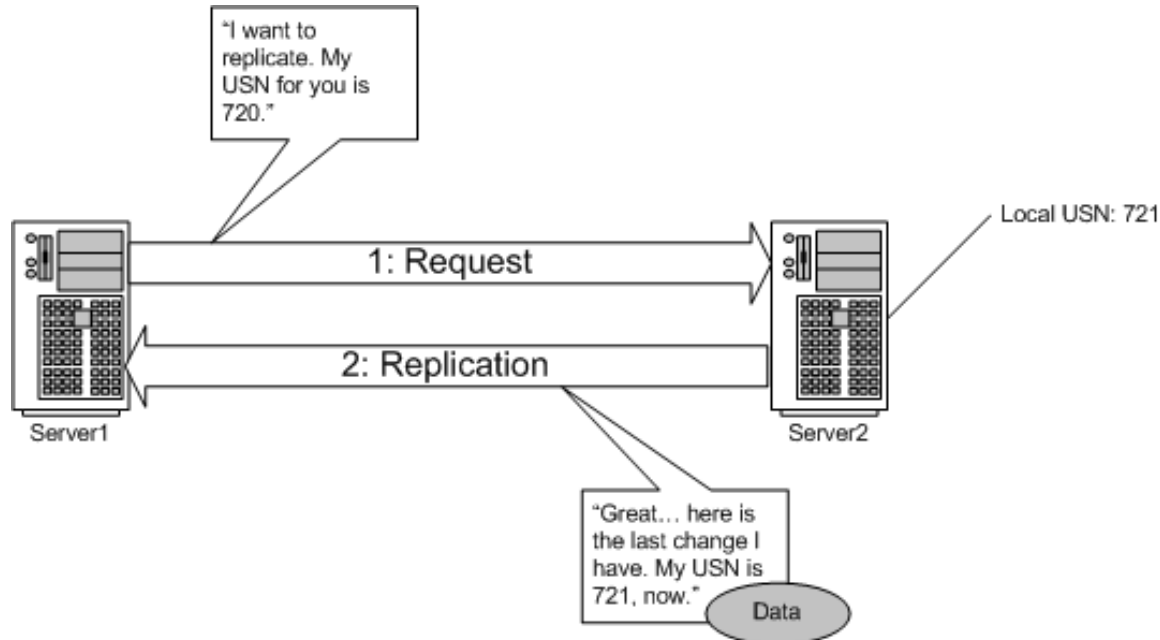 “I want to
replicate. My
USN for you is
720.”
Local USN: 721
1: Request
2: Replication
Server1
Server2
“Great... here is
the last change I
have. My USN is
721, now.”
Data